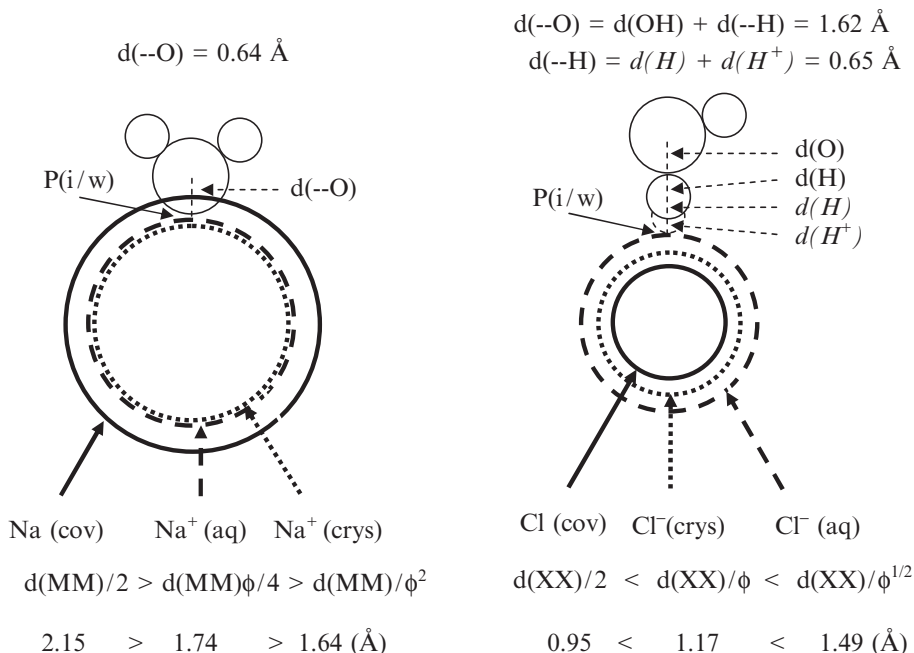 d(--O) = 0.64 Å
P(i/w)
d(--O)
Na (cov) Na⁺ (aq) Na⁺ (crys)
d(MM)/2 > d(MM)ϕ/4 > d(MM)/ϕ²
2.15 > 1.74 > 1.64 (Å)
d(--O) = d(OH) + d(--H) = 1.62 Å
d(--H) = d(H) + d(H⁺) = 0.65 Å
d(O)
d(H)
P(i/w)
d(H)
d(H⁺)
Cl (cov) Cl⁻(crys) Cl⁻ (aq)
d(XX)/2 < d(XX)/ϕ < d(XX)/ϕ¹/²
0.95 < 1.17 < 1.49 (Å)